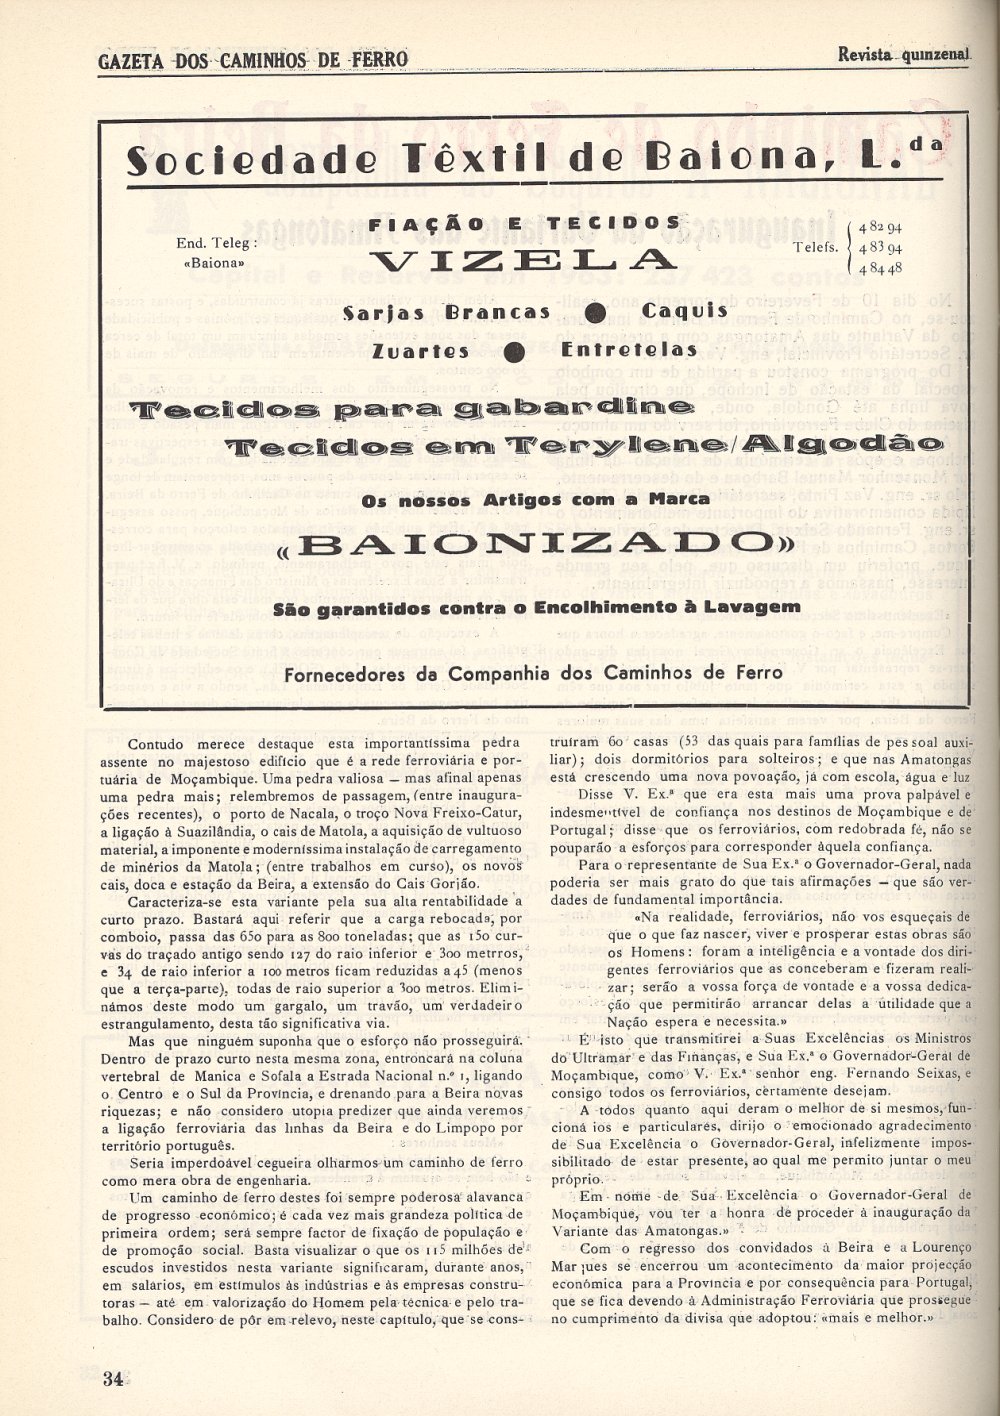 GAZETA DOS CAMINHOS DE FERRO
Revista quinzenal
Sociedade Têxtil de Baiona, L.da
FIAÇÃO E TECIDOS
End. Teleg:
«Baiona»
VIZELA
Telefs.
4 82 94
4 83 94
4 84 48
Sarjas Brancas ● Caquis
Zuartes ● Entretelas
Tecidos para gabardine
Tecidos em Terylene/Algodão
Os nossos Artigos com a Marca
«BAIONIZADO»
São garantidos contra o Encolhimento à Lavagem
Fornecedores da Companhia dos Caminhos de Ferro
Contudo merece destaque esta importantíssima pedra
assente no majestoso edifício que é a rede ferroviária e por-
tuária de Moçambique. Uma pedra valiosa — mas afinal apenas
uma pedra mais; relembremos de passagem, (entre inaugura-
ções recentes), o porto de Nacala, o troço Nova Freixo-Catur,
a ligação à Suazilândia, o cais de Matola, a aquisição de vultuoso
material, a imponente e moderníssima instalação de carregamento
de minérios da Matola; (entre trabalhos em curso), os novos
cais, doca e estação da Beira, a extensão do Cais Gorjão.
Caracteriza-se esta variante pela sua alta rentabilidade a
curto prazo. Bastará aqui referir que a carga rebocada, por
comboio, passa das 650 para as 800 toneladas; que as 150 cur-
vas do traçado antigo sendo 127 do raio inferior e 300 metrros,
e 34 de raio inferior a 100 metros ficam reduzidas a 45 (menos
que a terça-parte), todas de raio superior a 300 metros. Elimi-
námos deste modo um gargalo, um travão, um verdadeiro
estrangulamento, desta tão significativa via.
Mas que ninguém suponha que o esforço não prosseguirá.
Dentro de prazo curto nesta mesma zona, entroncará na coluna
vertebral de Manica e Sofala a Estrada Nacional n.º 1, ligando
o Centro e o Sul da Província, e drenando para a Beira novas
riquezas; e não considero utopia predizer que ainda veremos
a ligação ferroviária das linhas da Beira e do Limpopo por
território português.
Seria imperdoável cegueira olharmos um caminho de ferro
como mera obra de engenharia.
Um caminho de ferro destes foi sempre poderosa alavanca
de progresso económico; é cada vez mais grandeza política de
primeira ordem; será sempre factor de fixação de população e
de promoção social. Basta visualizar o que os 115 milhões de
escudos investidos nesta variante significaram, durante anos,
em salários, em estímulos às indústrias e às empresas constru-
toras — até em valorização do Homem pela técnica e pelo tra-
balho. Considero de pôr em relevo, neste capítulo, que se cons-
truíram 60 casas (53 das quais para famílias de pessoal auxi-
liar); dois dormitórios para solteiros; e que nas Amatongas
está crescendo uma nova povoação, já com escola, água e luz
Disse V. Ex.ª que era esta mais uma prova palpável e
indesmentível de confiança nos destinos de Moçambique e de
Portugal; disse que os ferroviários, com redobrada fé, não se
pouparão a esforços para corresponder àquela confiança.
Para o representante de Sua Ex.ª o Governador-Geral, nada
poderia ser mais grato do que tais afirmações — que são ver-
dades de fundamental importância.
«Na realidade, ferroviários, não vos esqueçais de
que o que faz nascer, viver e prosperar estas obras são
os Homens: foram a inteligência e a vontade dos diri-
gentes ferroviários que as conceberam e fizeram reali-
zar; serão a vossa força de vontade e a vossa dedica-
ção que permitirão arrancar delas a utilidade que a
Nação espera e necessita.»
É isto que transmitirei a Suas Excelências os Ministros
do Ultramar e das Finanças, e Sua Ex.ª o Governador-Geral de
Moçambique, como V. Ex.ª senhor eng. Fernando Seixas, e
consigo todos os ferroviários, certamente desejam.
A todos quanto aqui deram o melhor de si mesmos, fun-
cioná ios e particulares, dirijo o emocionado agradecimento
de Sua Excelência o Governador-Geral, infelizmente impos-
sibilitado de estar presente, ao qual me permito juntar o meu
próprio.
Em nome de Sua Excelência o Governador-Geral de
Moçambique, vou ter a honra de proceder à inauguração da
Variante das Amatongas.»
Com o regresso dos convidados à Beira e a Lourenço
Mar jues se encerrou um acontecimento da maior projecção
económica para a Província e por consequência para Portugal,
que se fica devendo à Administração Ferroviária que prossegue
no cumprimento da divisa que adoptou: «mais e melhor.»
34